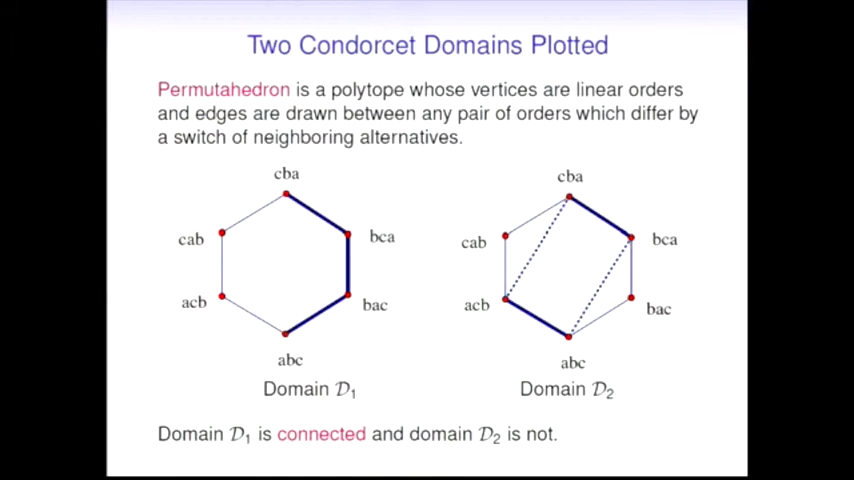 Two Condorcet Domains Plotted
Permutahedron is a polytope whose vertices are linear orders
and edges are drawn between any pair of orders which differ by
a switch of neighboring alternatives.
cba
cab
bca
acb
bac
abc
Domain 𝒟₁
cba
cab
bca
acb
bac
abc
Domain 𝒟₂
Domain 𝒟₁ is connected and domain 𝒟₂ is not.